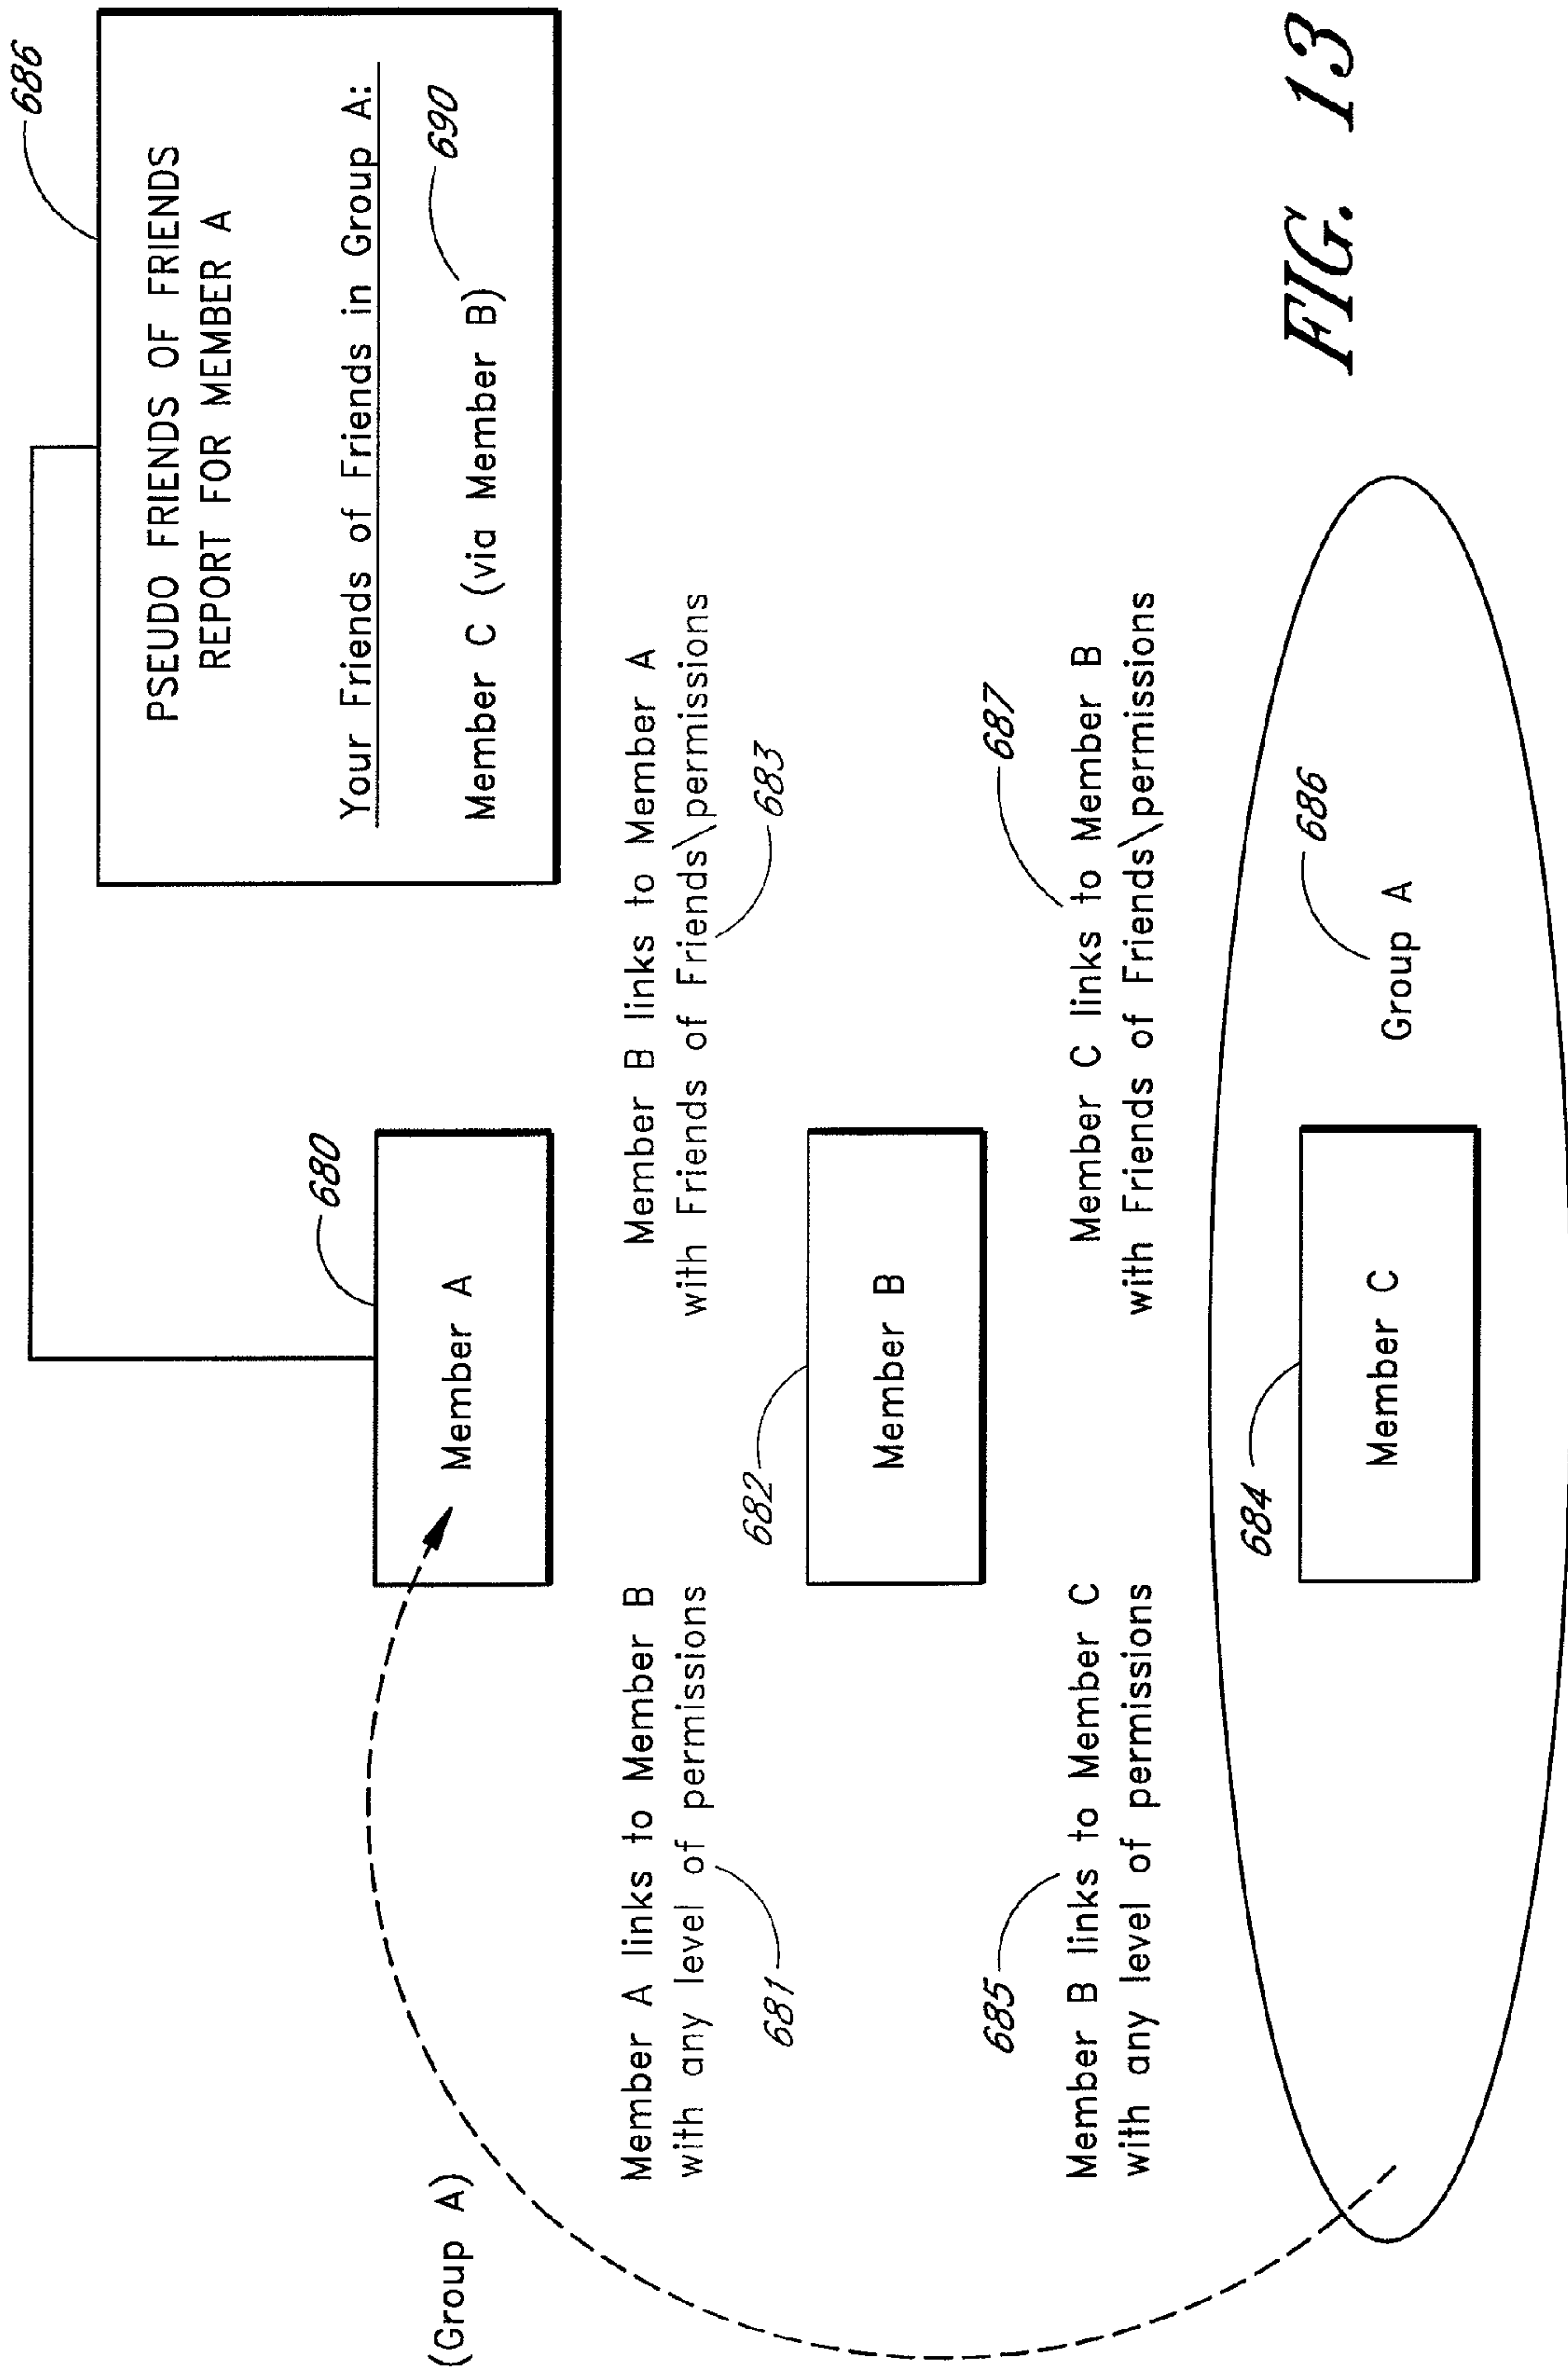 686
PSEUDO FRIENDS OF FRIENDS
REPORT FOR MEMBER A
Your Friends of Friends in Group A:
Member C (via Member B)
690
680
Member A
(Group A)
Member A links to Member B
with any level of permissions
681
Member B links to Member A
with Friends of Friends\permissions
683
682
Member B
685
Member B links to Member C
with any level of permissions
687
Member C links to Member B
with Friends of Friends\permissions
684
Member C
686
Group A
FIG. 13